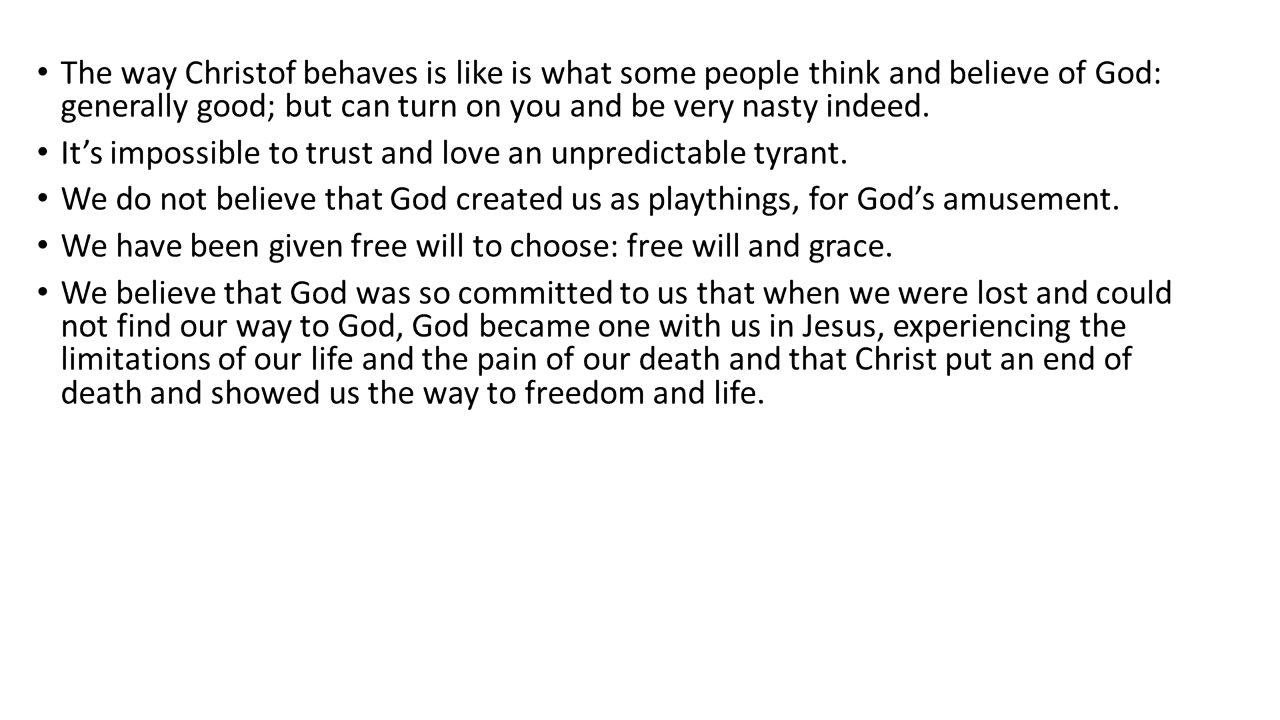 • The way Christof behaves is like is what some people think and believe of God:
generally good; but can turn on you and be very nasty indeed.
• It’s impossible to trust and love an unpredictable tyrant.
• We do not believe that God created us as playthings, for God’s amusement.
• We have been given free will to choose: free will and grace.
• We believe that God was so committed to us that when we were lost and could
not find our way to God, God became one with us in Jesus, experiencing the
limitations of our life and the pain of our death and that Christ put an end of
death and showed us the way to freedom and life.